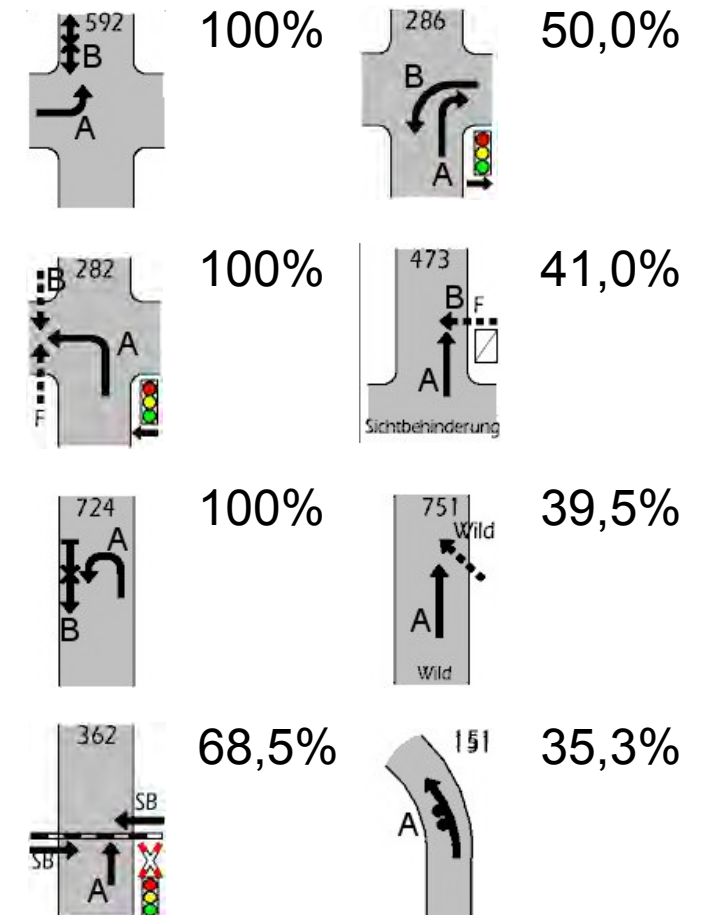 592 100%
B
A
286 50,0%
B
A
282 100%
B
A
F
473 41,0%
B F
A
Sichtbehinderung
724 100%
A
B
751 39,5%
Wild
A
Wild
362 68,5%
SB
SB
A
151 35,3%
A